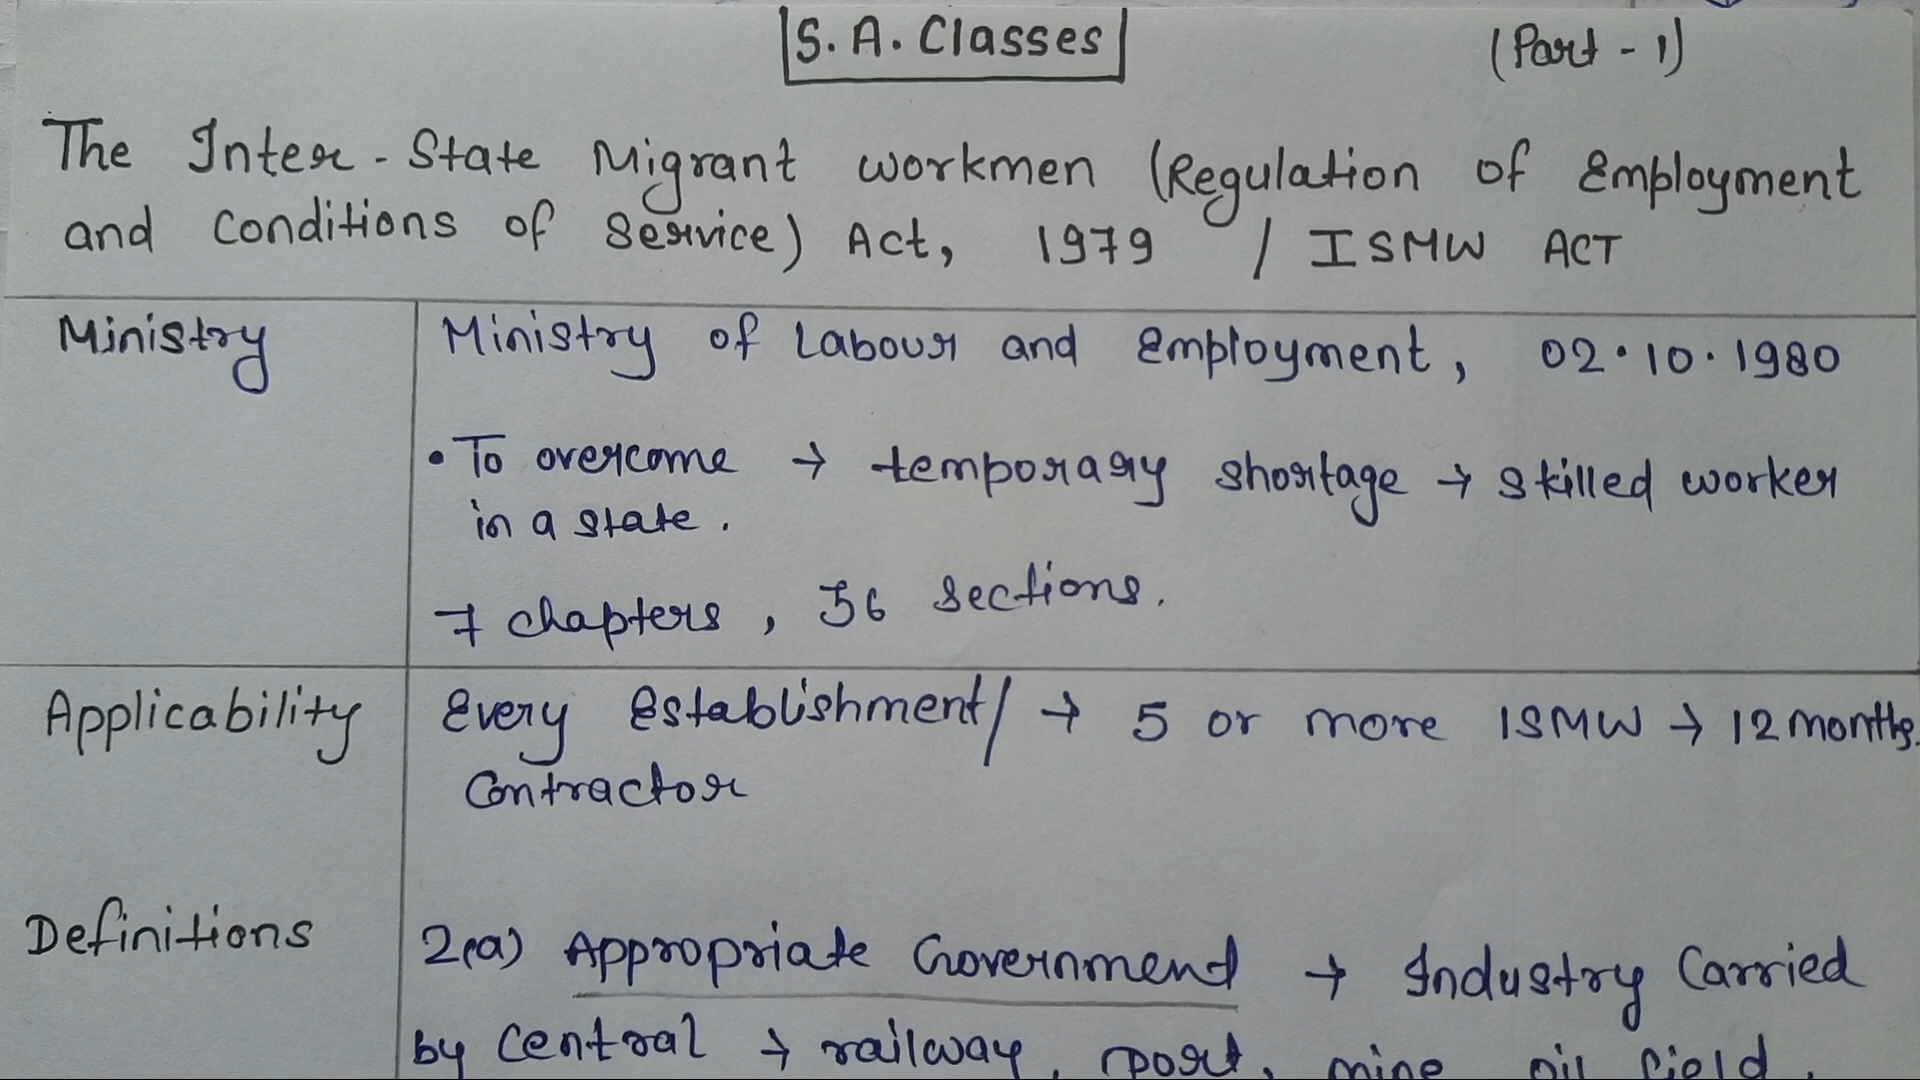 S. A. Classes
(Part - 1)
The Inter - State Migrant workmen (Regulation of Employment
and Conditions of Service) Act, 1979 / ISMW ACT
Ministry
Ministry of Labour and Employment, 02.10.1980
• To overcome → temporary shortage → skilled worker
in a state.
7 chapters, 36 sections.
Applicability
Every Establishment/ → 5 or more ISMW → 12 months.
Contractor
Definitions
2(a) Appropriate Government → Industry Carried
by Central → railway, port, mine, oil field,